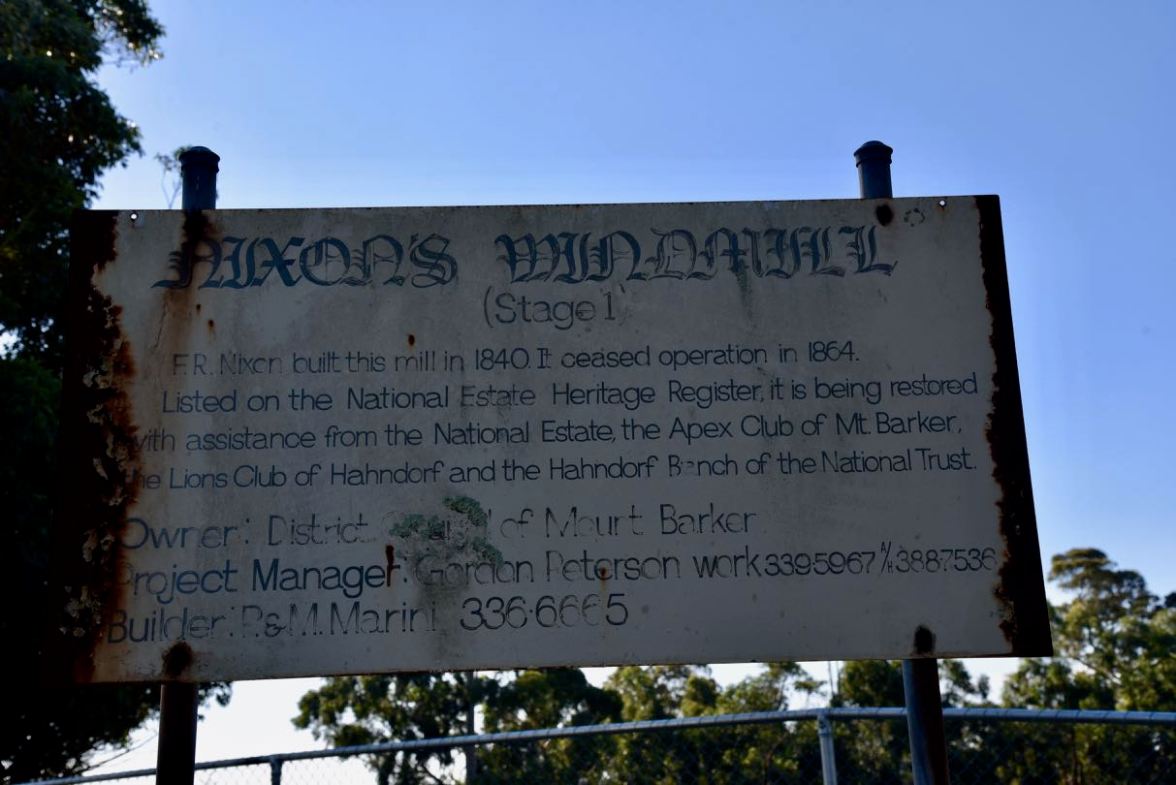 NIXON'S WINDMILL
(Stage 1)
F.R. Nixon built this mill in 1840. It ceased operation in 1864.
Listed on the National Estate Heritage Register, it is being restored
with assistance from the National Estate, the Apex Club of Mt. Barker,
the Lions Club of Hahndorf and the Hahndorf Branch of the National Trust.
Owner: District of Mount Barker
Project Manager: Gordon Peterson work 3395967 A/H 3887536
Builder: P. & M. Marini 336·6665